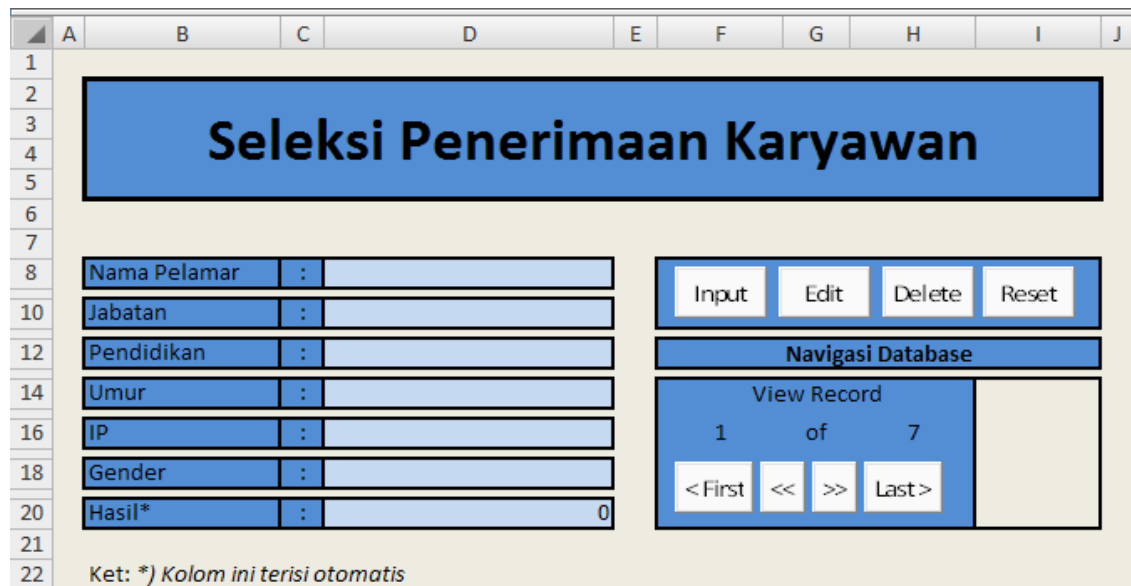 A B C D E F G H I J
1
2
3
4
5
6
7
8
10
12
14
16
18
20
21
22
Seleksi Penerimaan Karyawan
Nama Pelamar :
Jabatan :
Pendidikan :
Umur :
IP :
Gender :
Hasil* : 0
Ket: *) Kolom ini terisi otomatis
Input Edit Delete Reset
Navigasi Database
View Record
1 of 7
< First << >> Last >